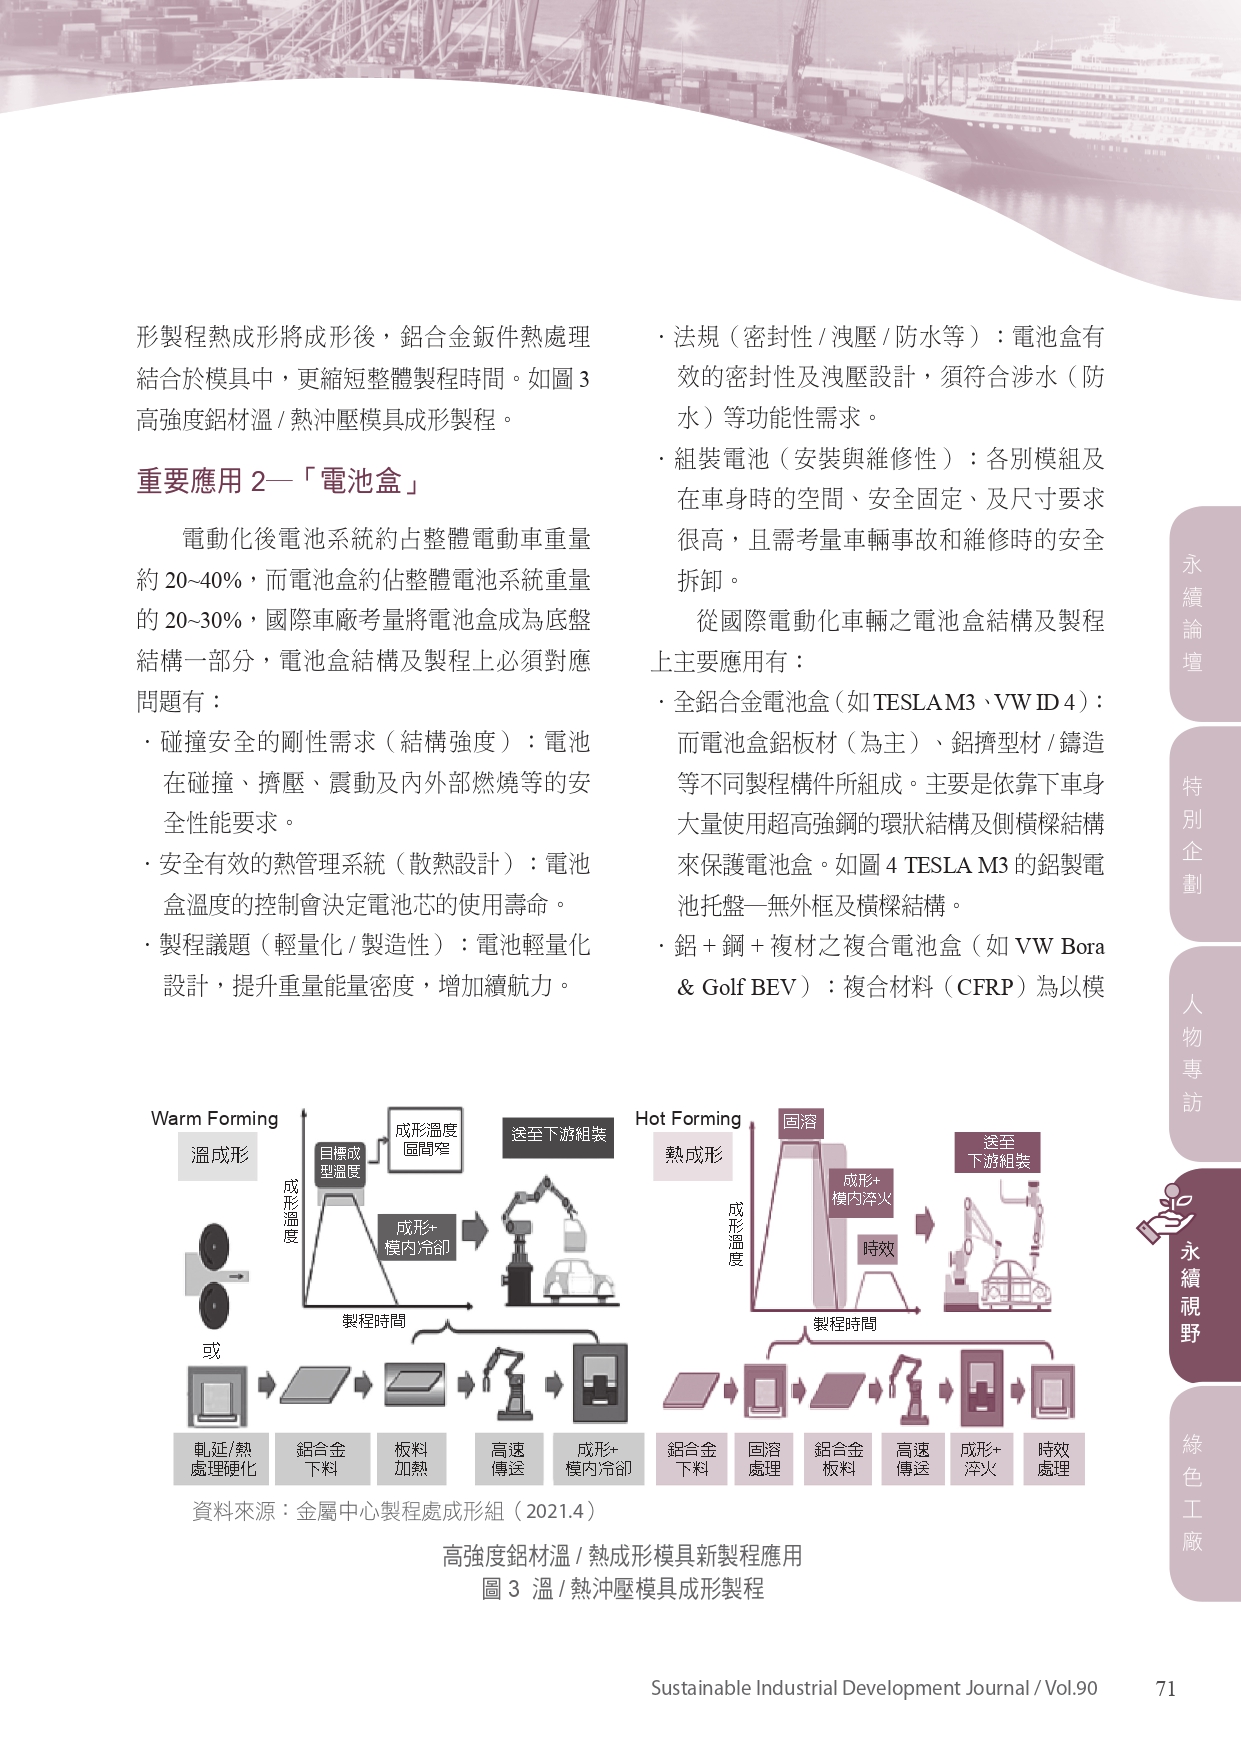 形製程熱成形將成形後，鋁合金鈑件熱處理
結合於模具中，更縮短整體製程時間。如圖 3
高強度鋁材溫 / 熱沖壓模具成形製程。
重要應用 2—「電池盒」
電動化後電池系統約占整體電動車重量
約 20~40%，而電池盒約佔整體電池系統重量
的 20~30%，國際車廠考量將電池盒成為底盤
結構一部分，電池盒結構及製程上必須對應
問題有：
．碰撞安全的剛性需求（結構強度）：電池
在碰撞、擠壓、震動及內外部燃燒等的安
全性能要求。
．安全有效的熱管理系統（散熱設計）：電池
盒溫度的控制會決定電池芯的使用壽命。
．製程議題（輕量化 / 製造性）：電池輕量化
設計，提升重量能量密度，增加續航力。
．法規（密封性 / 洩壓 / 防水等）：電池盒有
效的密封性及洩壓設計，須符合涉水（防
水）等功能性需求。
．組裝電池（安裝與維修性）：各別模組及
在車身時的空間、安全固定、及尺寸要求
很高，且需考量車輛事故和維修時的安全
拆卸。
從國際電動化車輛之電池盒結構及製程
上主要應用有：
．全鋁合金電池盒（如 TESLA M3、VW ID 4）：
而電池盒鋁板材（為主）、鋁擠型材 / 鑄造
等不同製程構件所組成。主要是依靠下車身
大量使用超高強鋼的環狀結構及側橫樑結構
來保護電池盒。如圖 4 TESLA M3 的鋁製電
池托盤—無外框及橫樑結構。
．鋁 + 鋼 + 複材之複合電池盒（如 VW Bora
& Golf BEV）：複合材料（CFRP）為以模
Warm Forming
溫成形
成形溫度
目標成
型溫度
成形溫度
區間窄
成形+
模內冷卻
送至下游組裝
製程時間
或
軋延/熱
處理硬化
鋁合金
下料
板料
加熱
高速
傳送
成形+
模內冷卻
Hot Forming
熱成形
成形溫度
固溶
成形+
模內淬火
時效
送至
下游組裝
製程時間
鋁合金
下料
固溶
處理
鋁合金
板料
高速
傳送
成形+
淬火
時效
處理
資料來源：金屬中心製程處成形組（2021.4）
高強度鋁材溫 / 熱成形模具新製程應用
圖 3 溫 / 熱沖壓模具成形製程
永續論壇
特別企劃
人物專訪
永續視野
綠色工廠
Sustainable Industrial Development Journal / Vol.90
71